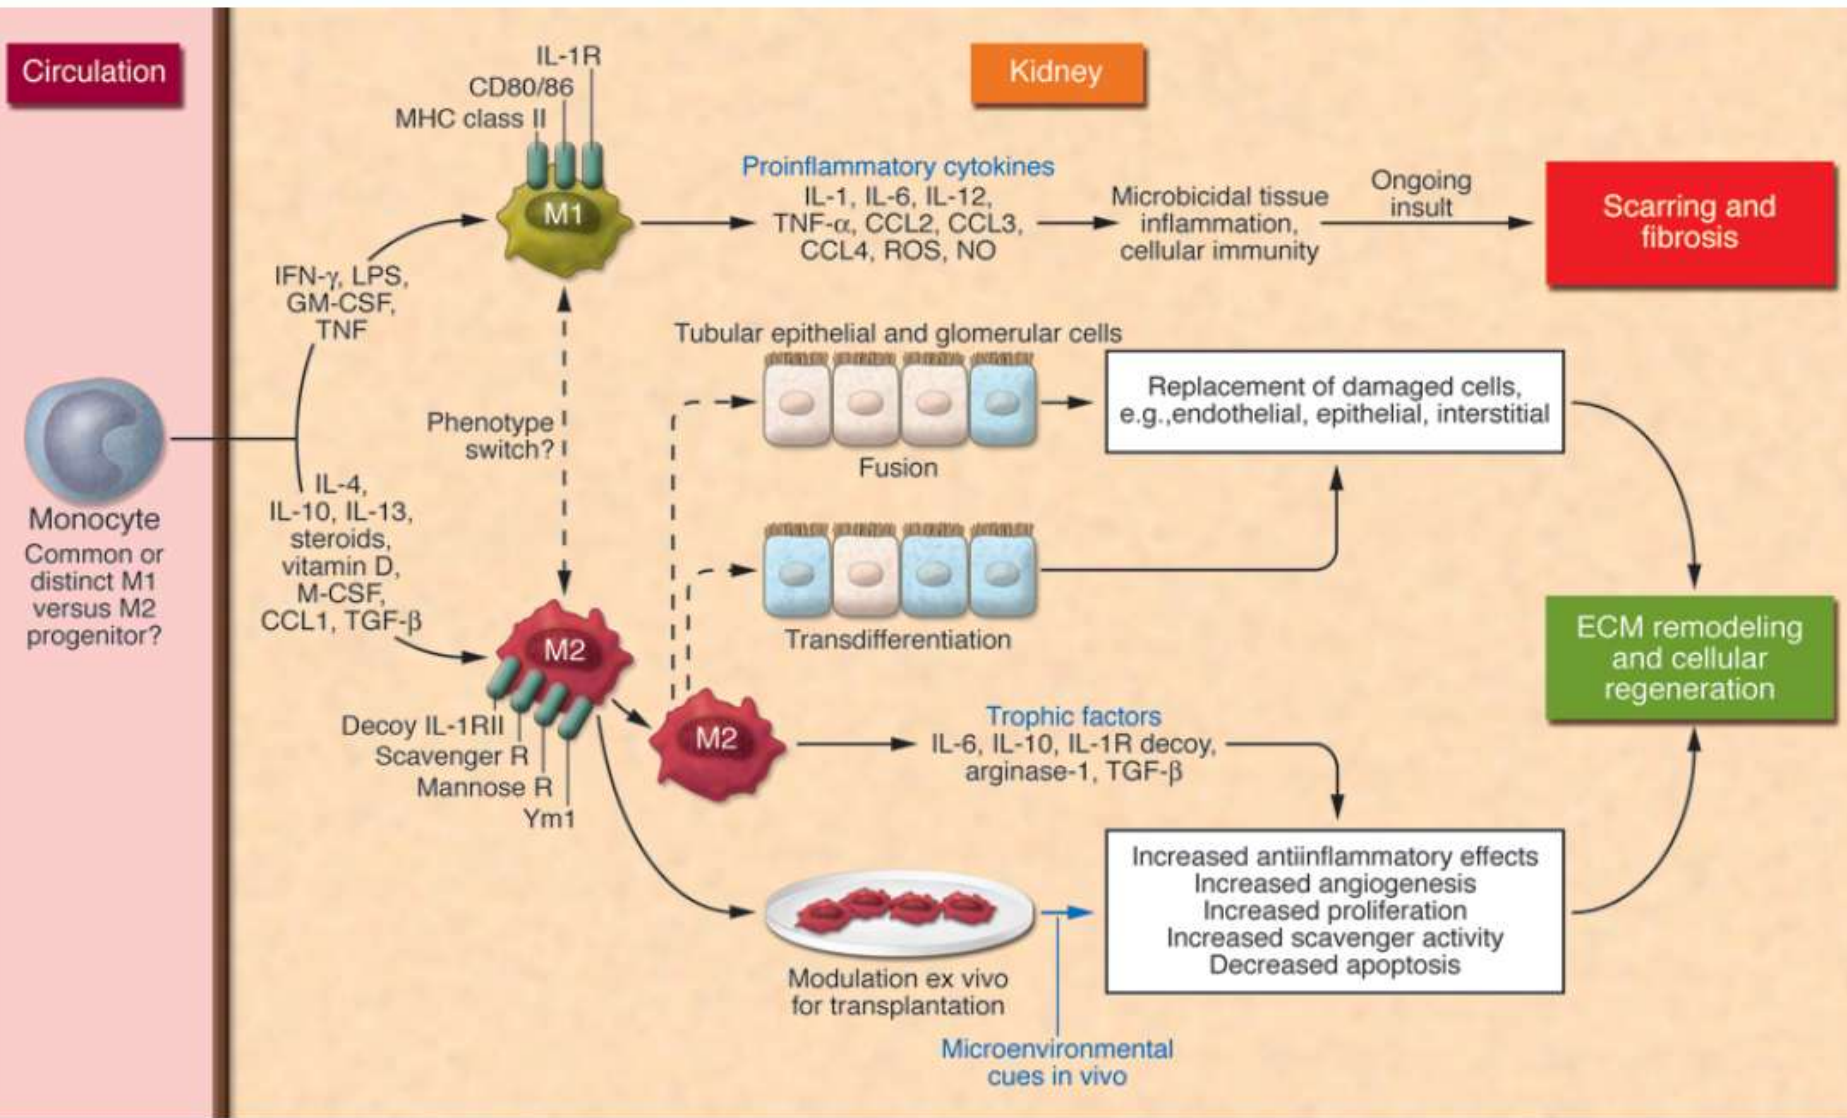 Circulation
Kidney
IL-1R
CD80/86
MHC class II
M1
Proinflammatory cytokines
IL-1, IL-6, IL-12,
TNF-α, CCL2, CCL3,
CCL4, ROS, NO
Microbicidal tissue
inflammation,
cellular immunity
Ongoing
insult
Scarring and
fibrosis
IFN-γ, LPS,
GM-CSF,
TNF
Tubular epithelial and glomerular cells
Fusion
Replacement of damaged cells,
e.g.,endothelial, epithelial, interstitial
Phenotype
switch?
Monocyte
Common or
distinct M1
versus M2
progenitor?
IL-4,
IL-10, IL-13,
steroids,
vitamin D,
M-CSF,
CCL1, TGF-β
Transdifferentiation
ECM remodeling
and cellular
regeneration
M2
Decoy IL-1RII
Scavenger R
Mannose R
Ym1
M2
Trophic factors
IL-6, IL-10, IL-1R decoy,
arginase-1, TGF-β
Increased antiinflammatory effects
Increased angiogenesis
Increased proliferation
Increased scavenger activity
Decreased apoptosis
Modulation ex vivo
for transplantation
Microenvironmental
cues in vivo